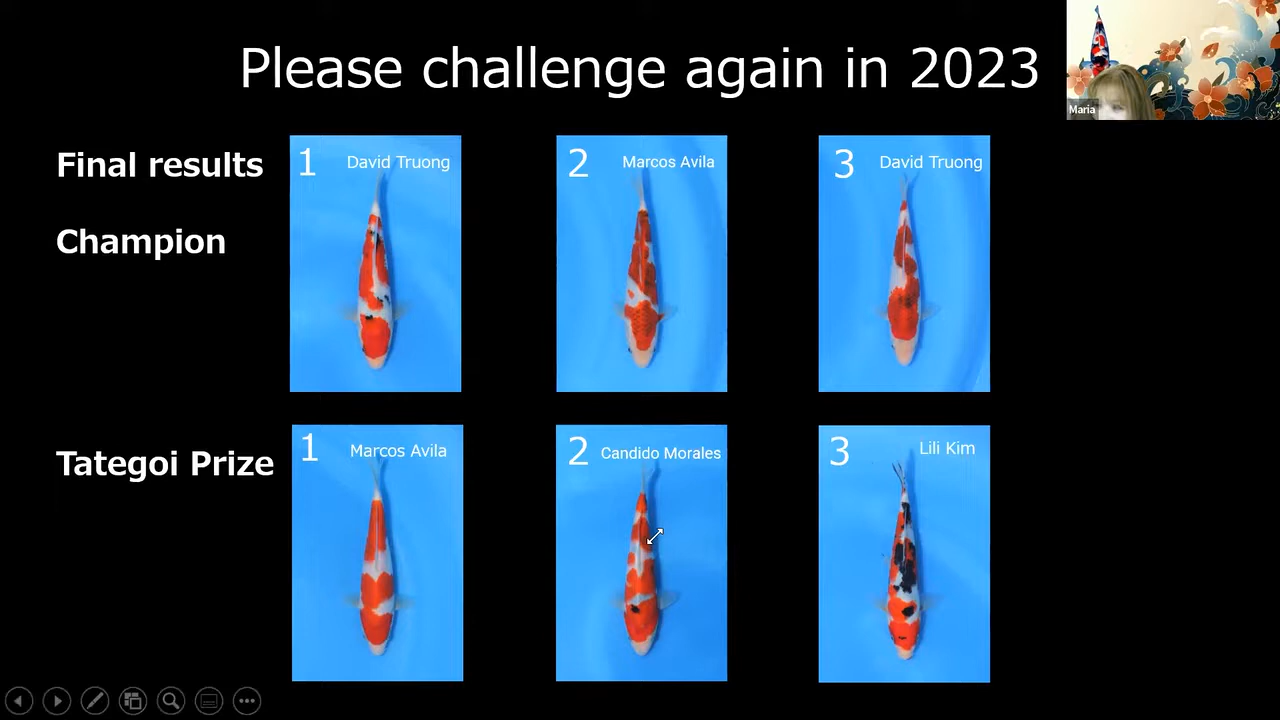 Please challenge again in 2023
Maria
Final results
Champion
1 David Truong
2 Marcos Avila
3 David Truong
Tategoi Prize
1 Marcos Avila
2 Candido Morales
3 Lili Kim